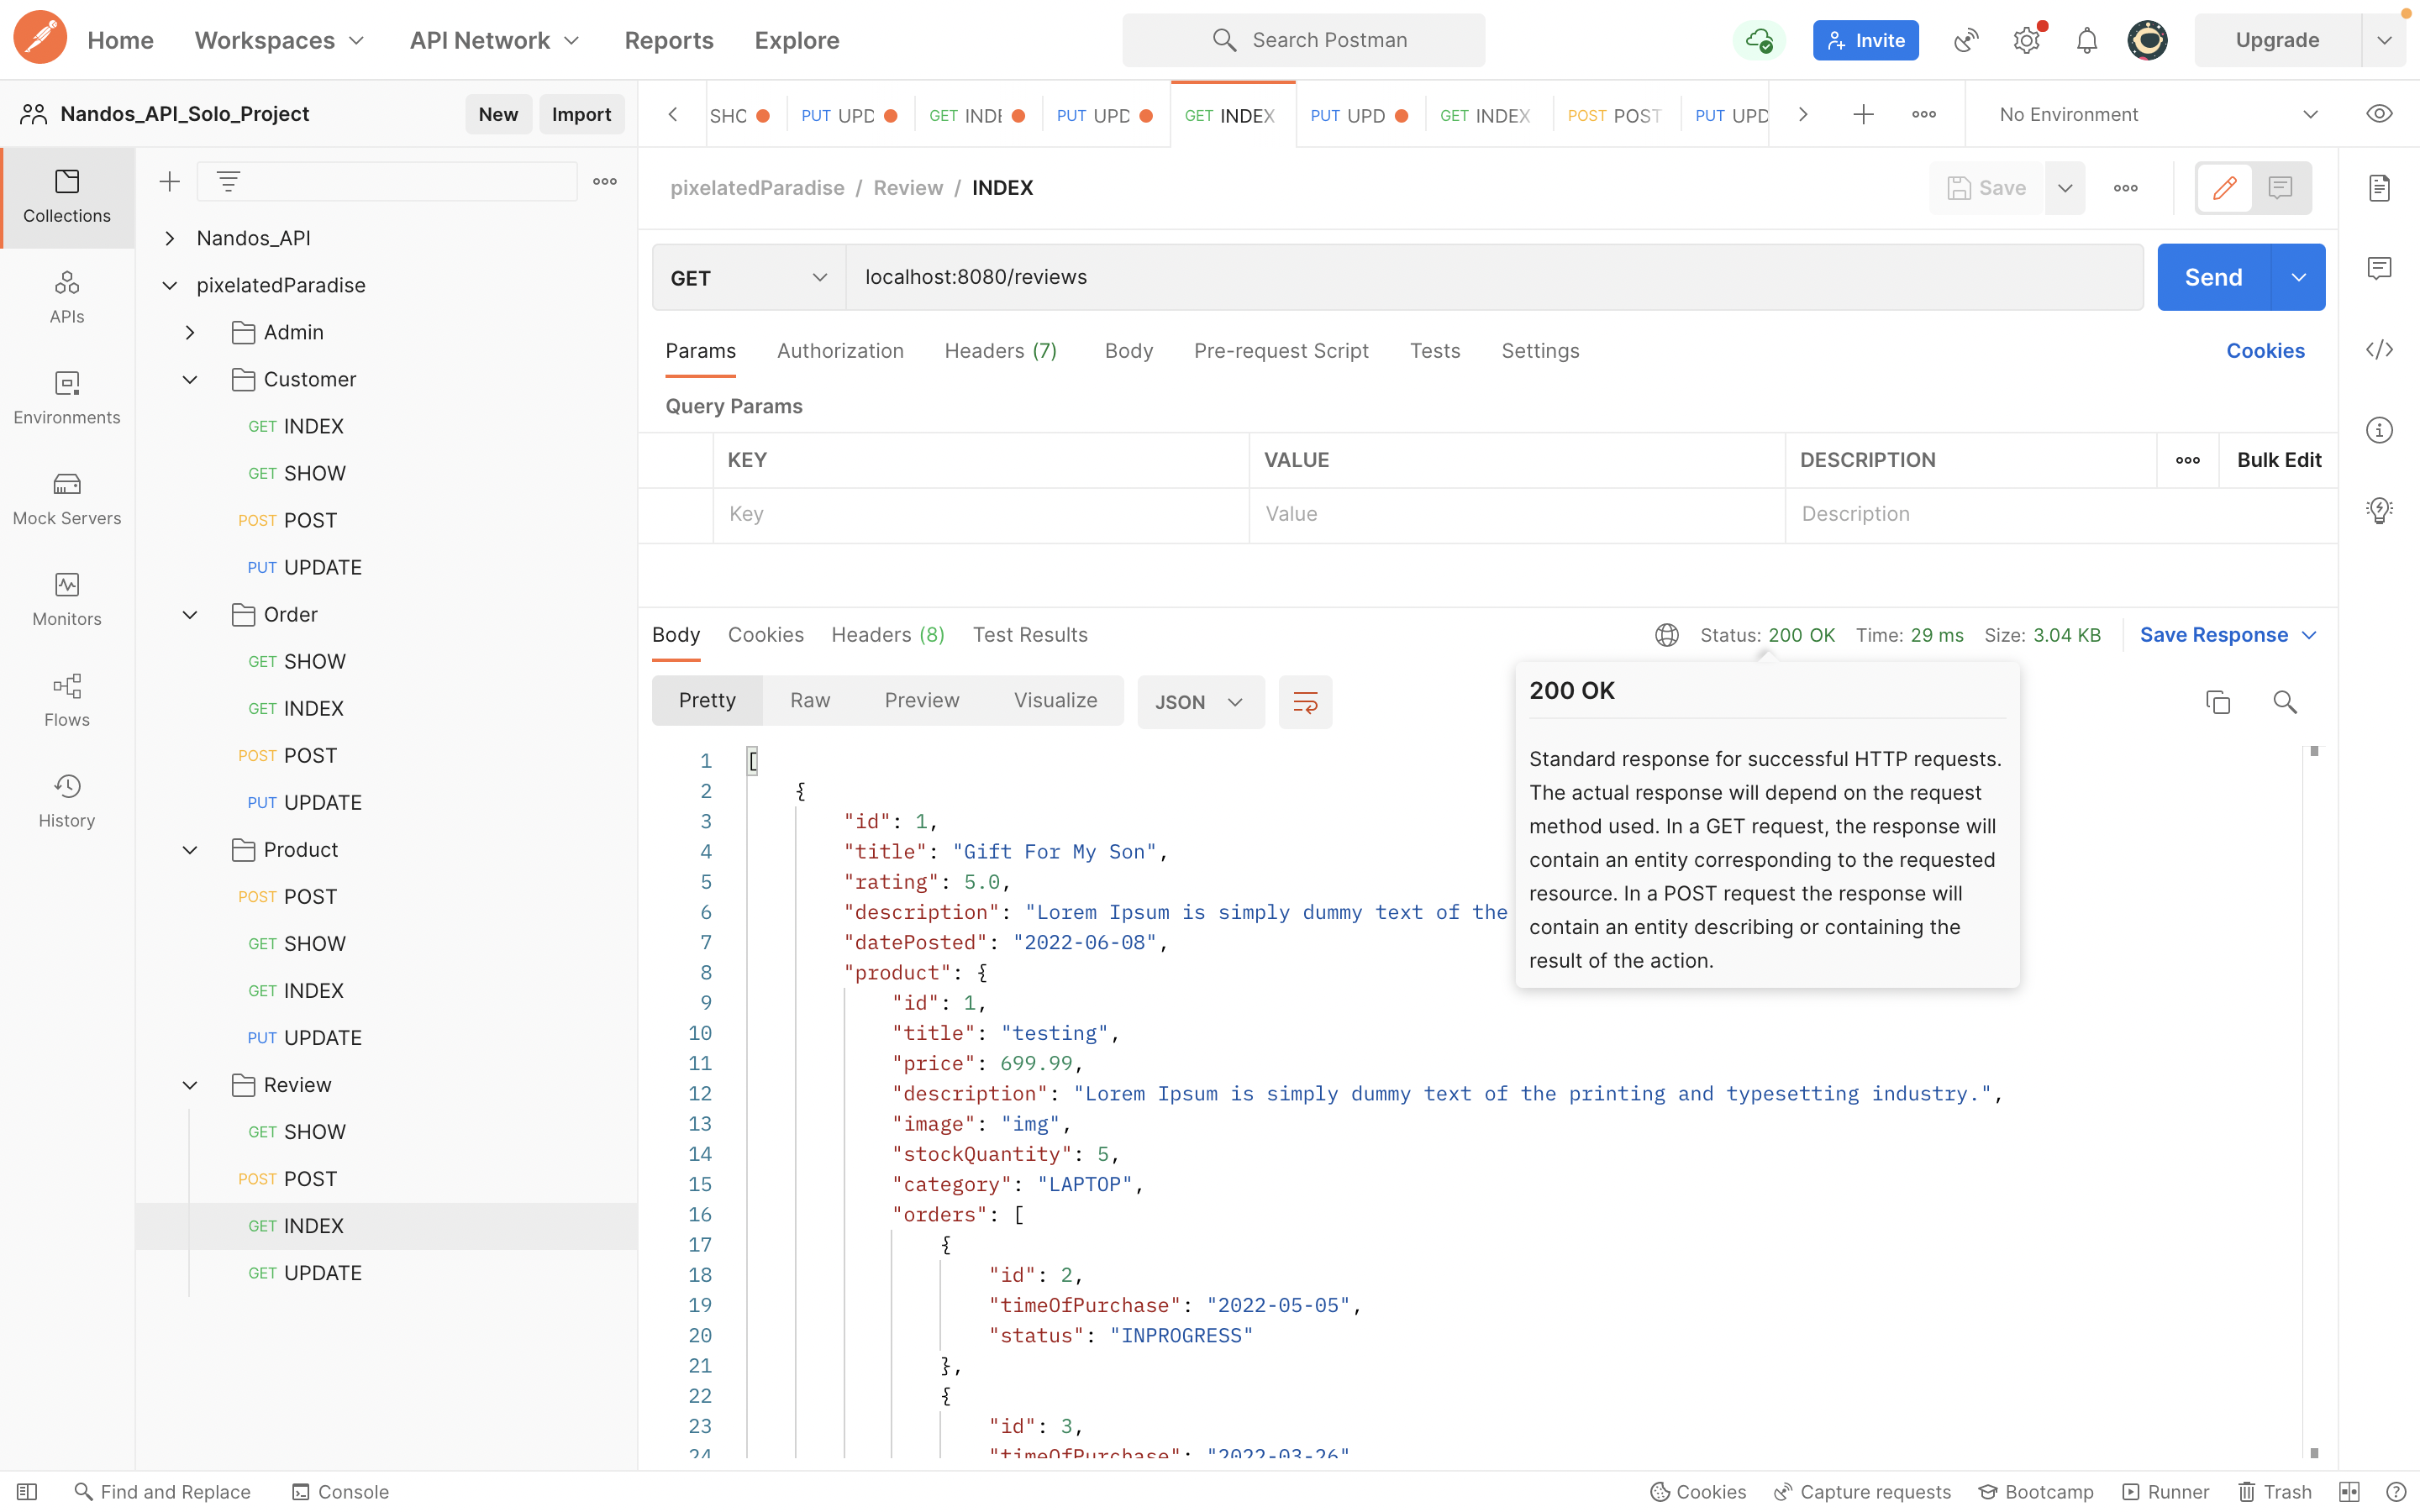 Home Workspaces API Network Reports Explore Search Postman Invite Upgrade
Nandos_API_Solo_Project New Import
SHO PUT UPD GET INDE PUT UPD GET INDEX PUT UPD GET INDEX POST POST PUT UPD No Environment
Collections
APIs
Environments
Mock Servers
Monitors
Flows
History
Nandos_API
pixelatedParadise
Admin
Customer
GET INDEX
GET SHOW
POST POST
PUT UPDATE
Order
GET SHOW
GET INDEX
POST POST
PUT UPDATE
Product
POST POST
GET SHOW
GET INDEX
PUT UPDATE
Review
GET SHOW
POST POST
GET INDEX
GET UPDATE
pixelatedParadise / Review / INDEX Save
GET localhost:8080/reviews Send
Params Authorization Headers (7) Body Pre-request Script Tests Settings Cookies
Query Params
KEY VALUE DESCRIPTION Bulk Edit
Key Value Description
Body Cookies Headers (8) Test Results Status: 200 OK Time: 29 ms Size: 3.04 KB Save Response
Pretty Raw Preview Visualize JSON
200 OK
Standard response for successful HTTP requests.
The actual response will depend on the request
method used. In a GET request, the response will
contain an entity corresponding to the requested
resource. In a POST request the response will
contain an entity describing or containing the
result of the action.
1 [
2 {
3 "id": 1,
4 "title": "Gift For My Son",
5 "rating": 5.0,
6 "description": "Lorem Ipsum is simply dummy text of the
7 "datePosted": "2022-06-08",
8 "product": {
9 "id": 1,
10 "title": "testing",
11 "price": 699.99,
12 "description": "Lorem Ipsum is simply dummy text of the printing and typesetting industry.",
13 "image": "img",
14 "stockQuantity": 5,
15 "category": "LAPTOP",
16 "orders": [
17 {
18 "id": 2,
19 "timeOfPurchase": "2022-05-05",
20 "status": "INPROGRESS"
21 },
22 {
23 "id": 3,
24 "timeOfPurchase": "2022-03-26"
Find and Replace Console Cookies Capture requests Bootcamp Runner Trash